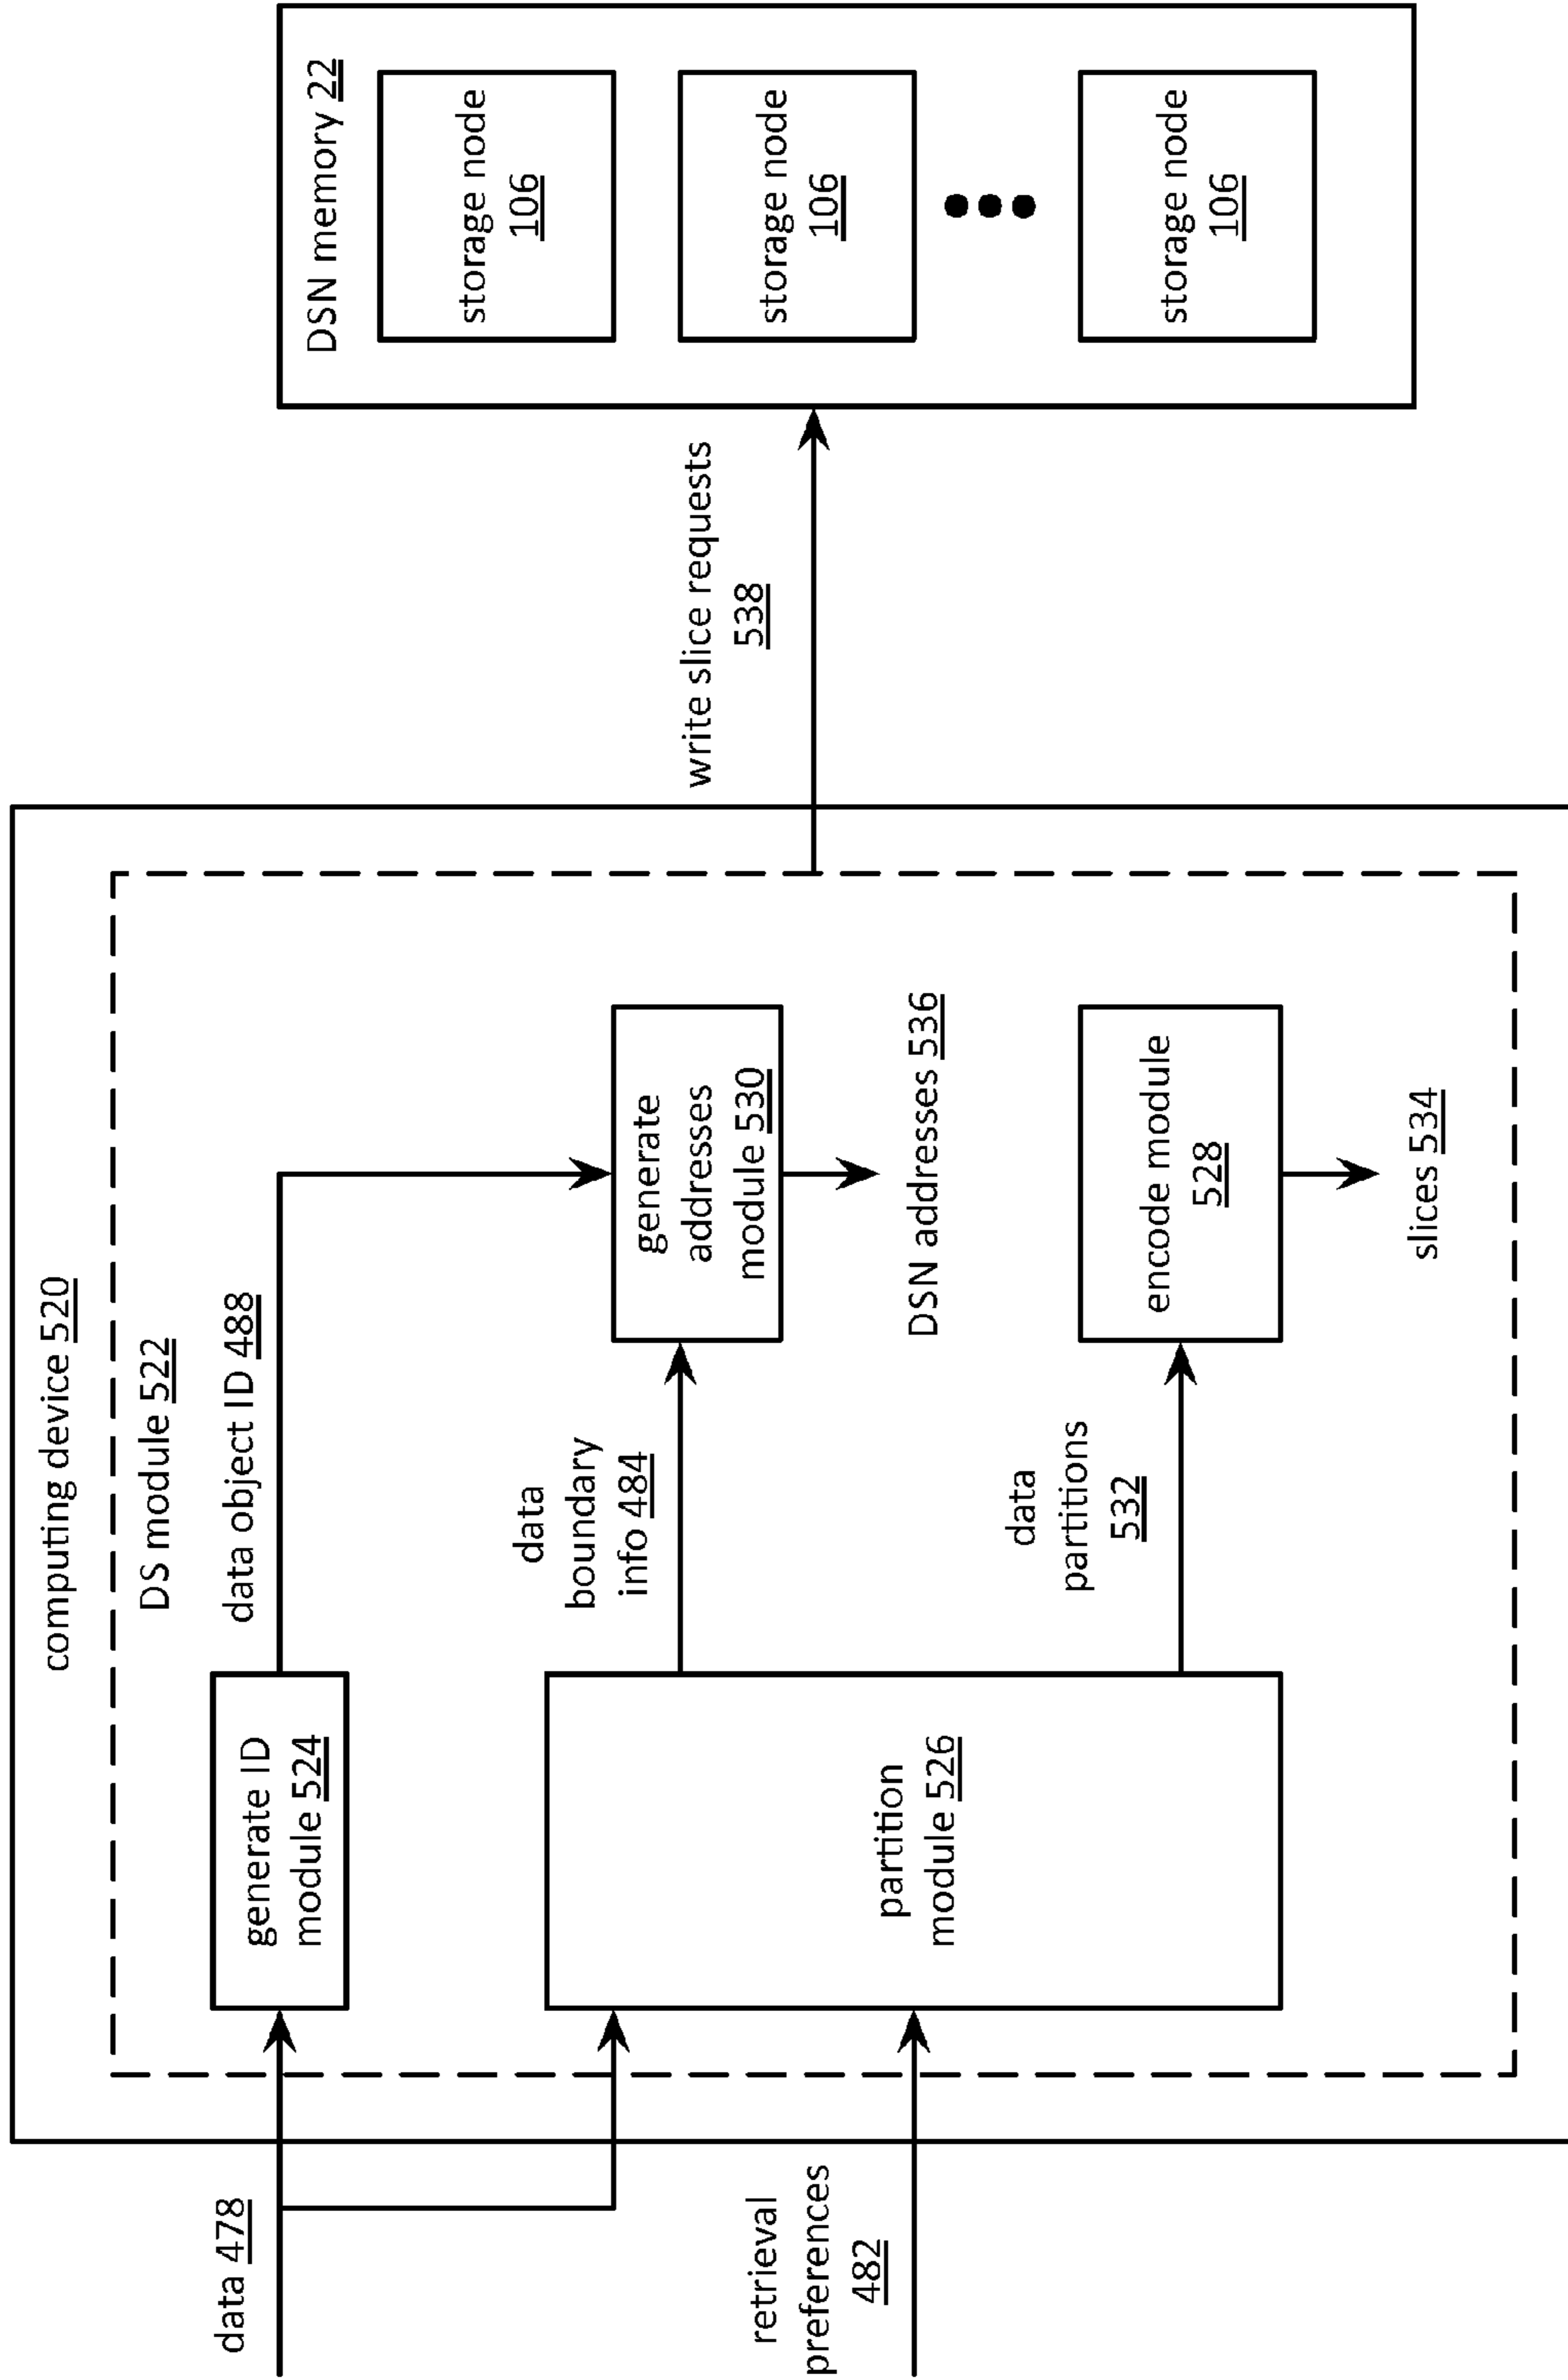 computing device 520
DS module 522
data 478
generate ID
module 524
data object ID 488
retrieval
preferences
482
partition
module 526
data
boundary
info 484
generate
addresses
module 530
DSN addresses 536
data
partitions
532
encode module
528
slices 534
write slice requests
538
DSN memory 22
storage node
106
storage node
106
storage node
106